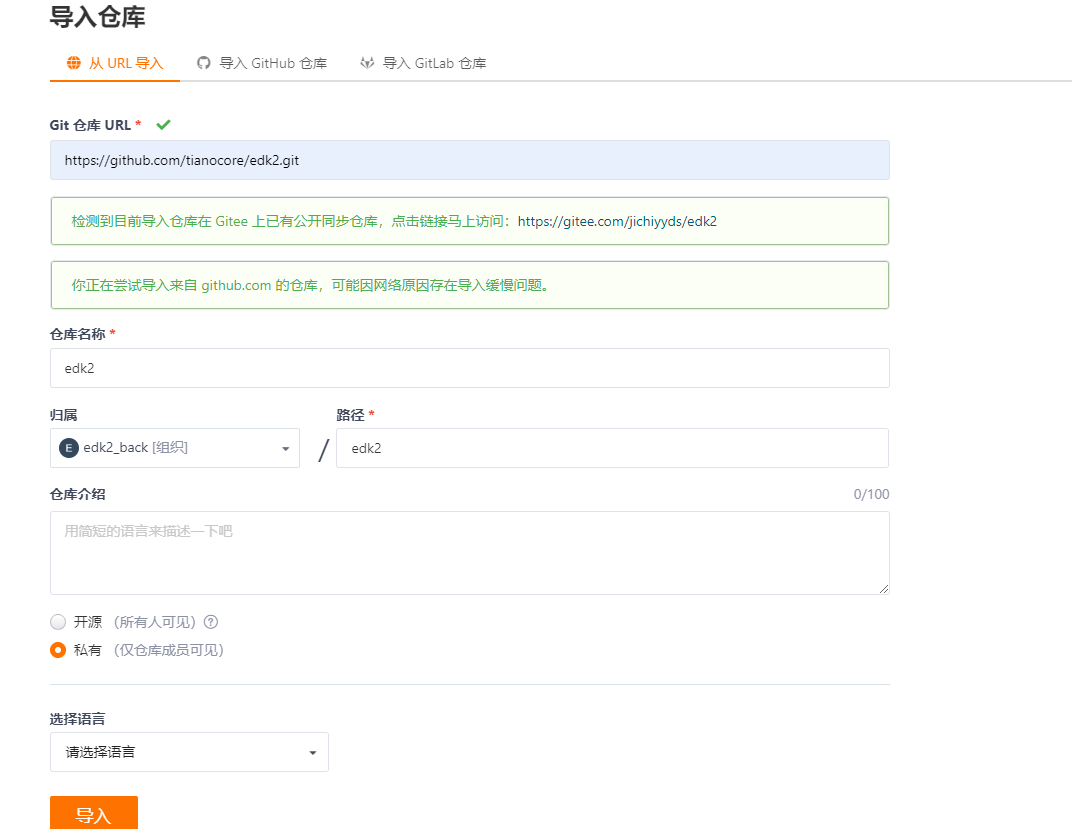 导入仓库
从 URL 导入 导入 GitHub 仓库 导入 GitLab 仓库
Git 仓库 URL *
https://github.com/tianocore/edk2.git
检测到目前导入仓库在 Gitee 上已有公开同步仓库，点击链接马上访问：https://gitee.com/jichiyyds/edk2
你正在尝试导入来自 github.com 的仓库，可能因网络原因存在导入缓慢问题。
仓库名称 *
edk2
归属 路径 *
E edk2_back [组织] / edk2
仓库介绍 0/100
用简短的语言来描述一下吧
开源 （所有人可见） ?
私有 （仅仓库成员可见）
选择语言
请选择语言
导入